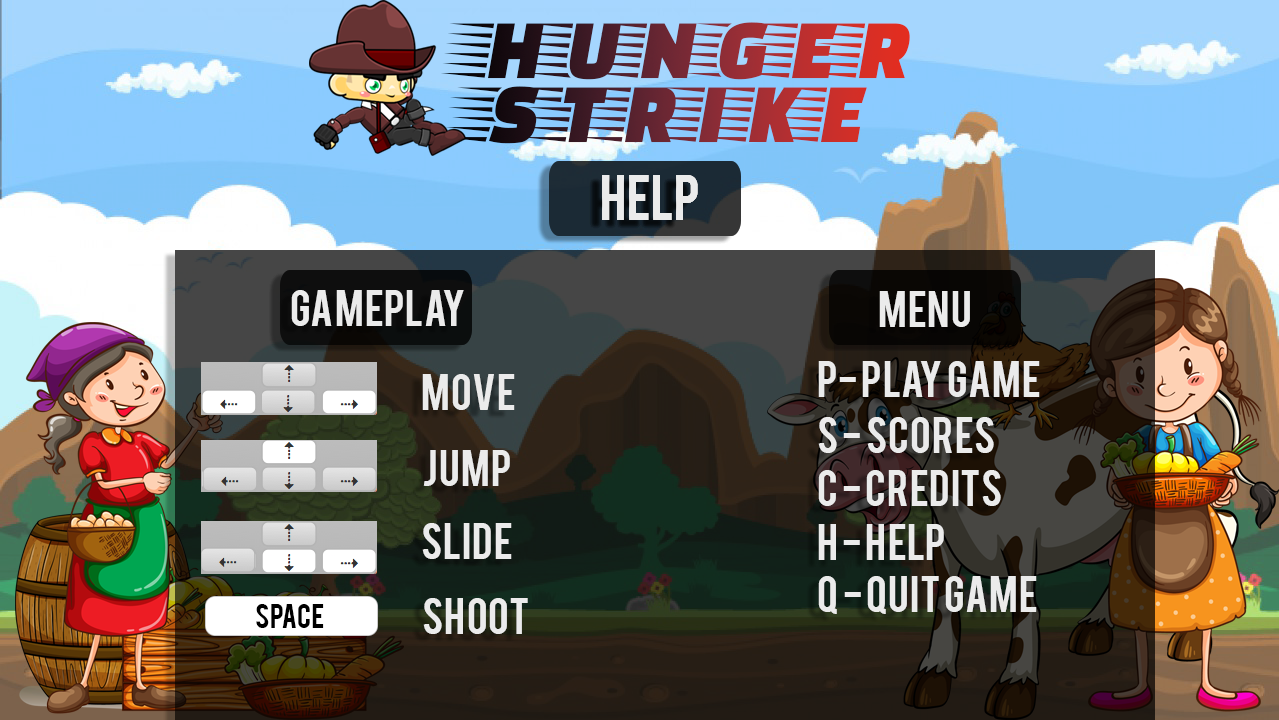 HUNGER
STRIKE
HELP
GAMEPLAY
MOVE
JUMP
SLIDE
SPACE SHOOT
MENU
P - PLAY GAME
S - SCORES
C - CREDITS
H - HELP
Q - QUIT GAME